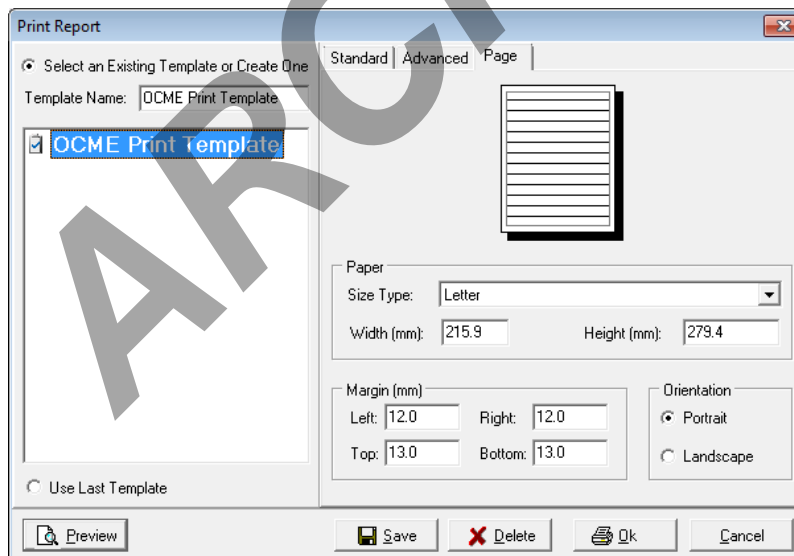 Print Report
Select an Existing Template or Create One
Template Name: OCME Print Template
OCME Print Template
Use Last Template
Standard Advanced Page
Paper
Size Type: Letter
Width (mm): 215.9 Height (mm): 279.4
Margin (mm)
Left: 12.0 Right: 12.0
Top: 13.0 Bottom: 13.0
Orientation
Portrait
Landscape
Preview Save Delete Ok Cancel
ARC